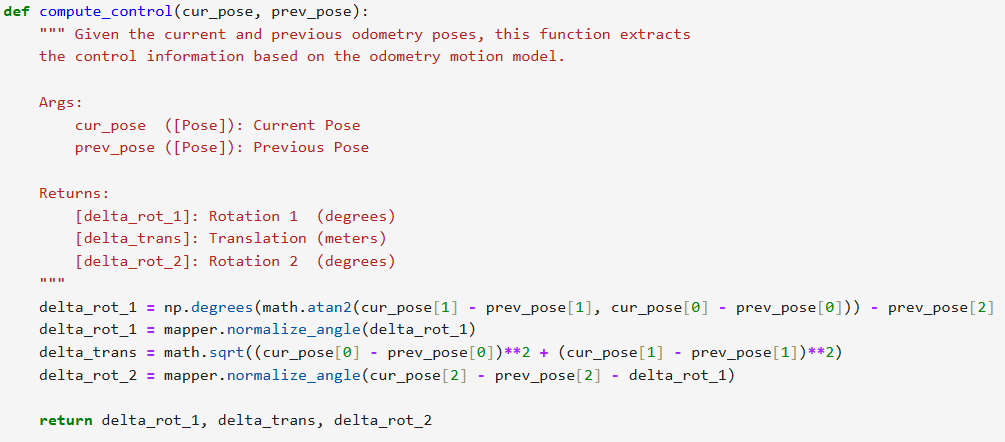 def compute_control(cur_pose, prev_pose):
    """ Given the current and previous odometry poses, this function extracts
    the control information based on the odometry motion model.

    Args:
        cur_pose  ([Pose]): Current Pose
        prev_pose ([Pose]): Previous Pose

    Returns:
        [delta_rot_1]: Rotation 1  (degrees)
        [delta_trans]: Translation (meters)
        [delta_rot_2]: Rotation 2  (degrees)
    """
    delta_rot_1 = np.degrees(math.atan2(cur_pose[1] - prev_pose[1], cur_pose[0] - prev_pose[0])) - prev_pose[2]
    delta_rot_1 = mapper.normalize_angle(delta_rot_1)
    delta_trans = math.sqrt((cur_pose[0] - prev_pose[0])**2 + (cur_pose[1] - prev_pose[1])**2)
    delta_rot_2 = mapper.normalize_angle(cur_pose[2] - prev_pose[2] - delta_rot_1)

    return delta_rot_1, delta_trans, delta_rot_2